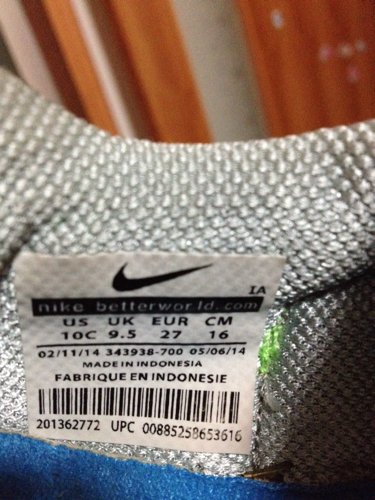 IA
nike betterworld.com
US UK EUR CM
10C 9.5 27 16
02/11/14 343938-700 05/06/14
MADE IN INDONESIA
FABRIQUE EN INDONESIE
201362772 UPC 00885258653616